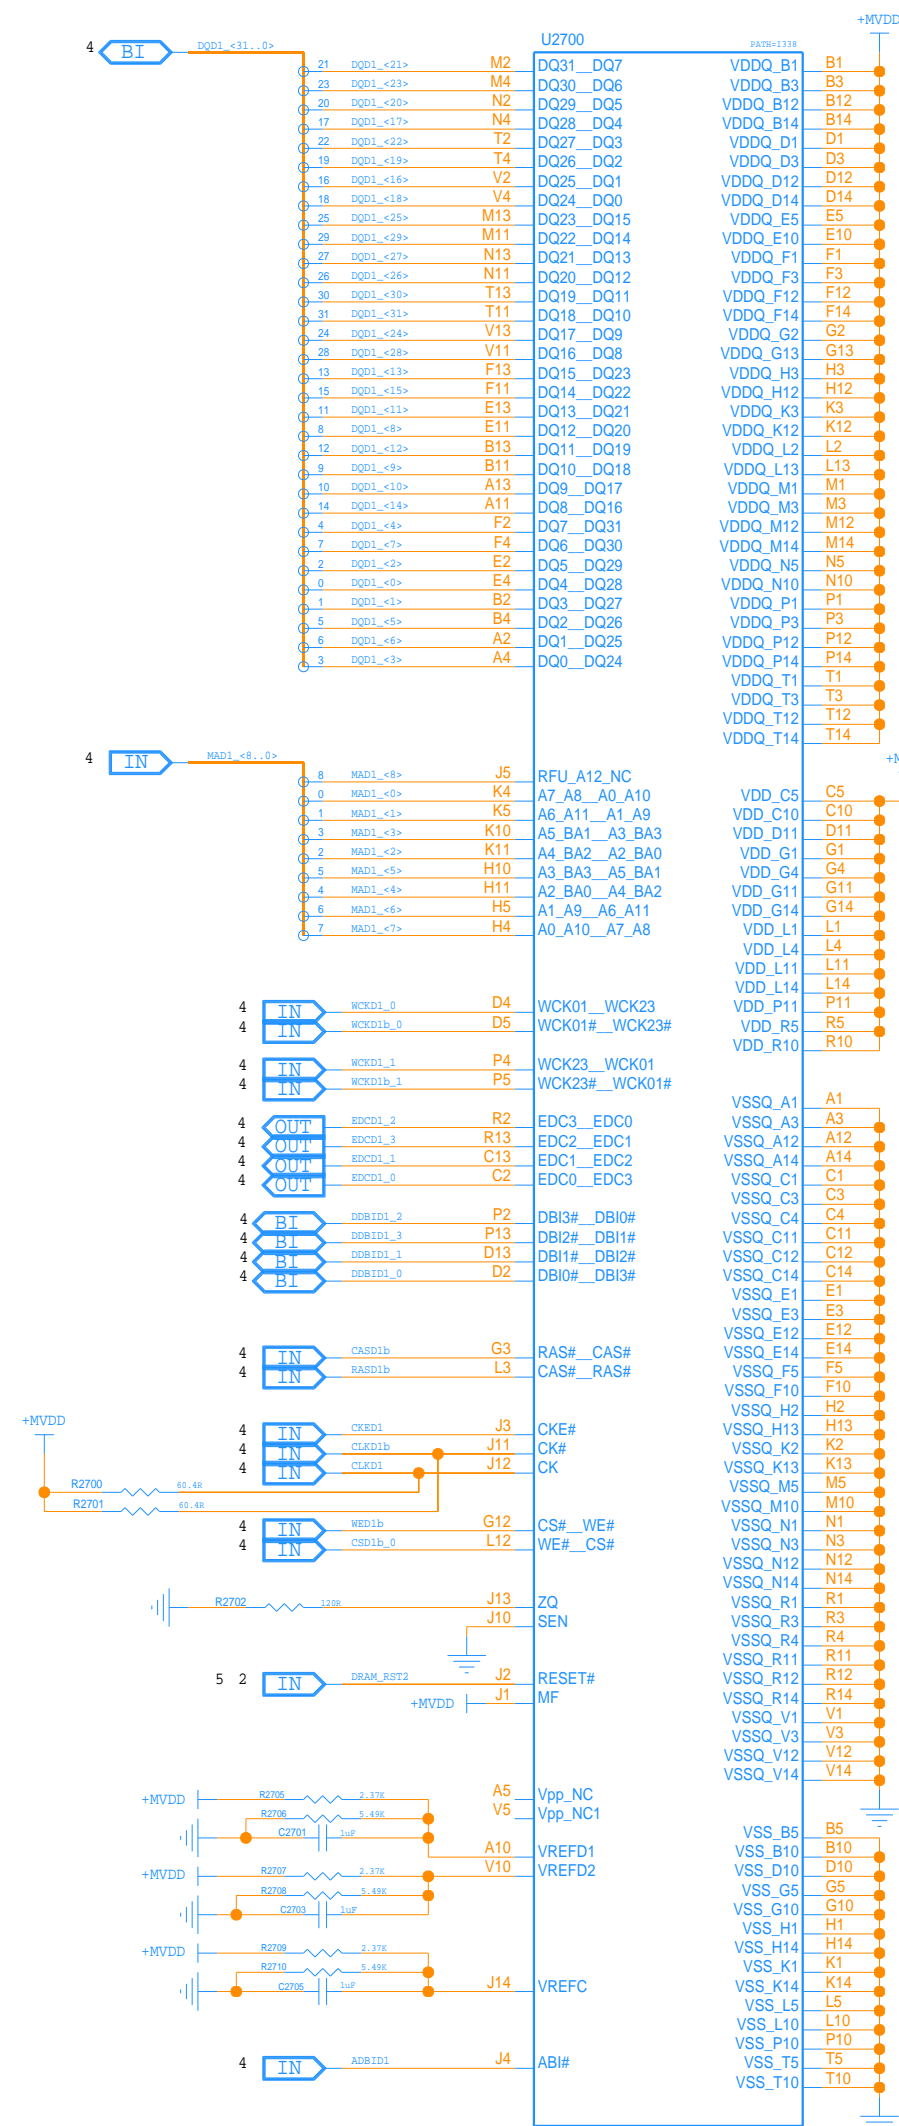 +MVDD
U2700
PATH=I338
4 BI DQD1_<31..0>
21 DQD1_<21> M2 DQ31__DQ7 VDDQ_B1 B1
23 DQD1_<23> M4 DQ30__DQ6 VDDQ_B3 B3
20 DQD1_<20> N2 DQ29__DQ5 VDDQ_B12 B12
17 DQD1_<17> N4 DQ28__DQ4 VDDQ_B14 B14
22 DQD1_<22> T2 DQ27__DQ3 VDDQ_D1 D1
19 DQD1_<19> T4 DQ26__DQ2 VDDQ_D3 D3
16 DQD1_<16> V2 DQ25__DQ1 VDDQ_D12 D12
18 DQD1_<18> V4 DQ24__DQ0 VDDQ_D14 D14
25 DQD1_<25> M13 DQ23__DQ15 VDDQ_E5 E5
29 DQD1_<29> M11 DQ22__DQ14 VDDQ_E10 E10
27 DQD1_<27> N13 DQ21__DQ13 VDDQ_F1 F1
26 DQD1_<26> N11 DQ20__DQ12 VDDQ_F3 F3
30 DQD1_<30> T13 DQ19__DQ11 VDDQ_F12 F12
31 DQD1_<31> T11 DQ18__DQ10 VDDQ_F14 F14
24 DQD1_<24> V13 DQ17__DQ9 VDDQ_G2 G2
28 DQD1_<28> V11 DQ16__DQ8 VDDQ_G13 G13
13 DQD1_<13> F13 DQ15__DQ23 VDDQ_H3 H3
15 DQD1_<15> F11 DQ14__DQ22 VDDQ_H12 H12
11 DQD1_<11> E13 DQ13__DQ21 VDDQ_K3 K3
8 DQD1_<8> E11 DQ12__DQ20 VDDQ_K12 K12
12 DQD1_<12> B13 DQ11__DQ19 VDDQ_L2 L2
9 DQD1_<9> B11 DQ10__DQ18 VDDQ_L13 L13
10 DQD1_<10> A13 DQ9__DQ17 VDDQ_M1 M1
14 DQD1_<14> A11 DQ8__DQ16 VDDQ_M3 M3
4 DQD1_<4> F2 DQ7__DQ31 VDDQ_M12 M12
7 DQD1_<7> F4 DQ6__DQ30 VDDQ_M14 M14
2 DQD1_<2> E2 DQ5__DQ29 VDDQ_N5 N5
0 DQD1_<0> E4 DQ4__DQ28 VDDQ_N10 N10
1 DQD1_<1> B2 DQ3__DQ27 VDDQ_P1 P1
5 DQD1_<5> B4 DQ2__DQ26 VDDQ_P3 P3
6 DQD1_<6> A2 DQ1__DQ25 VDDQ_P12 P12
3 DQD1_<3> A4 DQ0__DQ24 VDDQ_P14 P14
VDDQ_T1 T1
VDDQ_T3 T3
VDDQ_T12 T12
VDDQ_T14 T14
4 IN MAD1_<8..0>
8 MAD1_<8> J5 RFU_A12_NC
0 MAD1_<0> K4 A7_A8__A0_A10 VDD_C5 C5
1 MAD1_<1> K5 A6_A11__A1_A9 VDD_C10 C10
3 MAD1_<3> K10 A5_BA1__A3_BA3 VDD_D11 D11
2 MAD1_<2> K11 A4_BA2__A2_BA0 VDD_G1 G1
5 MAD1_<5> H10 A3_BA3__A5_BA1 VDD_G4 G4
4 MAD1_<4> H11 A2_BA0__A4_BA2 VDD_G11 G11
6 MAD1_<6> H5 A1_A9__A6_A11 VDD_G14 G14
7 MAD1_<7> H4 A0_A10__A7_A8 VDD_L1 L1
VDD_L4 L4
VDD_L11 L11
VDD_L14 L14
4 IN WCKD1_0 D4 WCK01__WCK23 VDD_P11 P11
4 IN WCKD1b_0 D5 WCK01#__WCK23# VDD_R5 R5
VDD_R10 R10
4 IN WCKD1_1 P4 WCK23__WCK01
4 IN WCKD1b_1 P5 WCK23#__WCK01#
VSSQ_A1 A1
4 OUT EDCD1_2 R2 EDC3__EDC0 VSSQ_A3 A3
4 OUT EDCD1_3 R13 EDC2__EDC1 VSSQ_A12 A12
4 OUT EDCD1_1 C13 EDC1__EDC2 VSSQ_A14 A14
4 OUT EDCD1_0 C2 EDC0__EDC3 VSSQ_C1 C1
VSSQ_C3 C3
4 BI DDBID1_2 P2 DBI3#__DBI0# VSSQ_C4 C4
4 BI DDBID1_3 P13 DBI2#__DBI1# VSSQ_C11 C11
4 BI DDBID1_1 D13 DBI1#__DBI2# VSSQ_C12 C12
4 BI DDBID1_0 D2 DBI0#__DBI3# VSSQ_C14 C14
VSSQ_E1 E1
VSSQ_E3 E3
VSSQ_E12 E12
4 IN CASD1b G3 RAS#__CAS# VSSQ_E14 E14
4 IN RASD1b L3 CAS#__RAS# VSSQ_F5 F5
VSSQ_F10 F10
VSSQ_H2 H2
+MVDD
4 IN CKED1 J3 CKE# VSSQ_H13 H13
4 IN CLKD1b J11 CK# VSSQ_K2 K2
4 IN CLKD1 J12 CK VSSQ_K13 K13
R2700 60.4R VSSQ_M5 M5
R2701 60.4R VSSQ_M10 M10
4 IN WED1b G12 CS#__WE# VSSQ_N1 N1
4 IN CSD1b_0 L12 WE#__CS# VSSQ_N3 N3
VSSQ_N12 N12
VSSQ_N14 N14
R2702 120R J13 ZQ VSSQ_R1 R1
J10 SEN VSSQ_R3 R3
VSSQ_R4 R4
VSSQ_R11 R11
5 2 IN DRAM_RST2 J2 RESET# VSSQ_R12 R12
+MVDD J1 MF VSSQ_R14 R14
VSSQ_V1 V1
VSSQ_V3 V3
VSSQ_V12 V12
VSSQ_V14 V14
+MVDD R2705 2.37K A5 Vpp_NC
R2706 5.49K V5 Vpp_NC1
C2701 1uF VSS_B5 B5
A10 VREFD1 VSS_B10 B10
+MVDD R2707 2.37K V10 VREFD2 VSS_D10 D10
R2708 5.49K VSS_G5 G5
C2703 1uF VSS_G10 G10
VSS_H1 H1
+MVDD R2709 2.37K VSS_H14 H14
R2710 5.49K VSS_K1 K1
C2705 1uF J14 VREFC VSS_K14 K14
VSS_L5 L5
VSS_L10 L10
VSS_P10 P10
4 IN ADBID1 J4 ABI# VSS_T5 T5
VSS_T10 T10